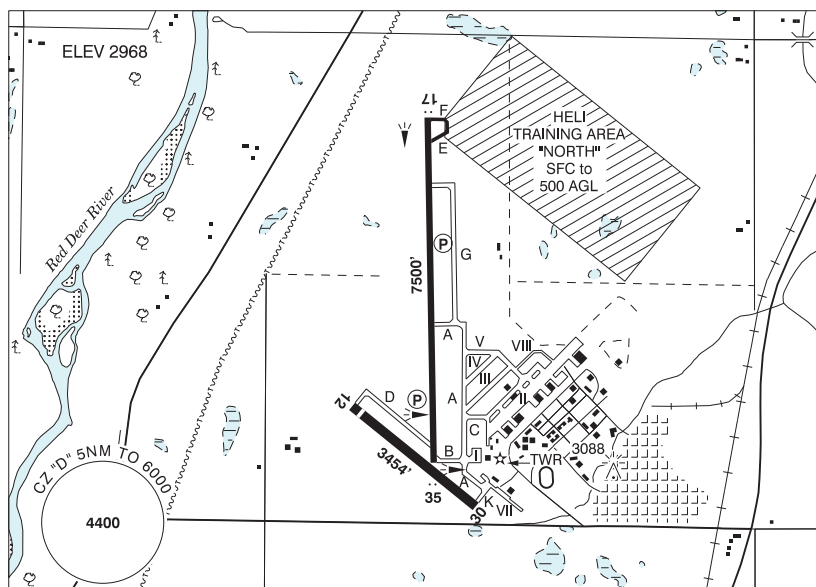 ELEV 2968
17
F
HELI
TRAINING AREA
"NORTH"
SFC to
500 AGL
E
Red Deer River
P
G
7500'
A
V
VIII
IV
III
D
P
A
II
12
C
3088
3454'
B
I
TWR
CZ "D" 5NM TO 6000
A
35
K
30
VII
4400